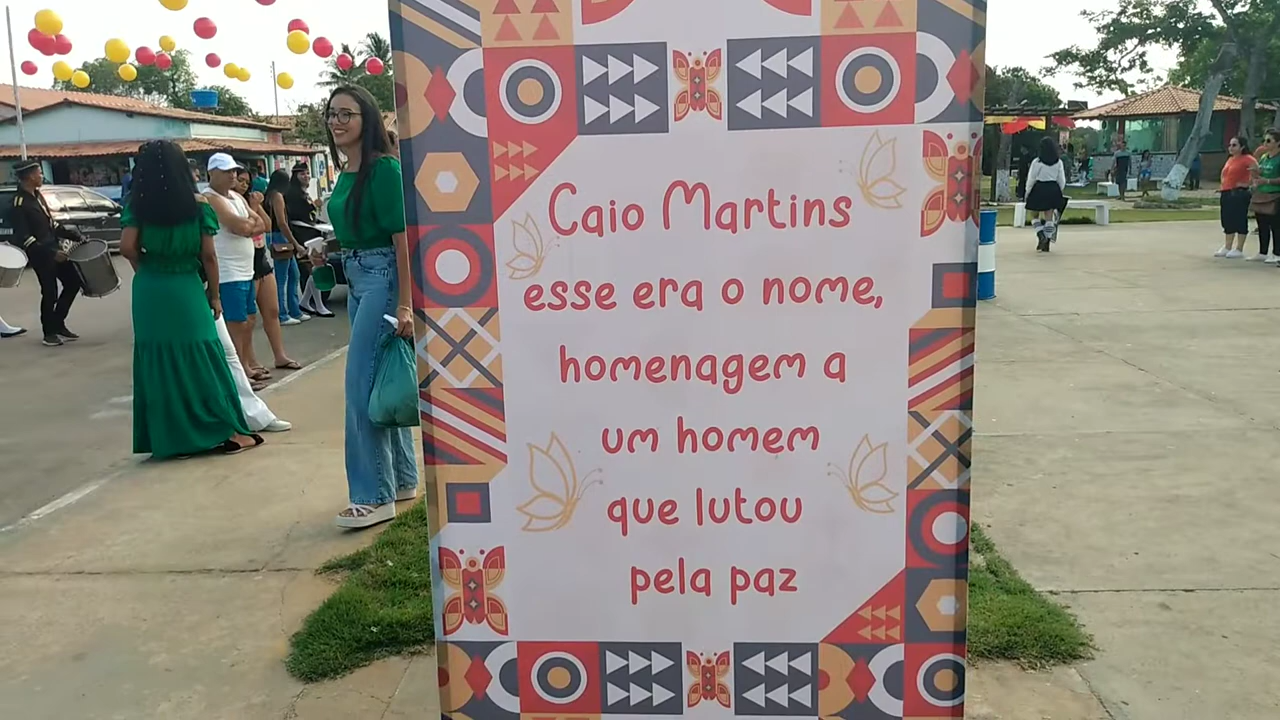 Caio Martins
esse era o nome,
homenagem a
um homem
que lutou
pela paz